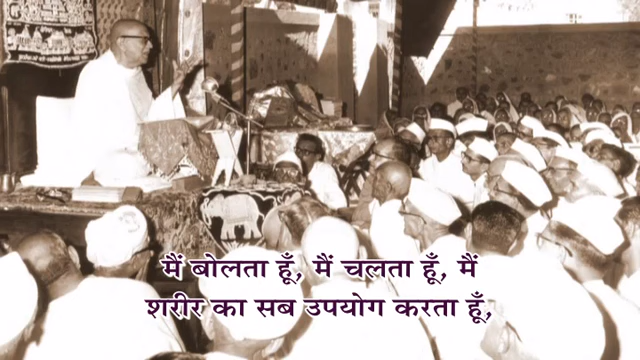 मैं बोलता हूँ, मैं चलता हूँ, मैं
शरीर का सब उपयोग करता हूँ,